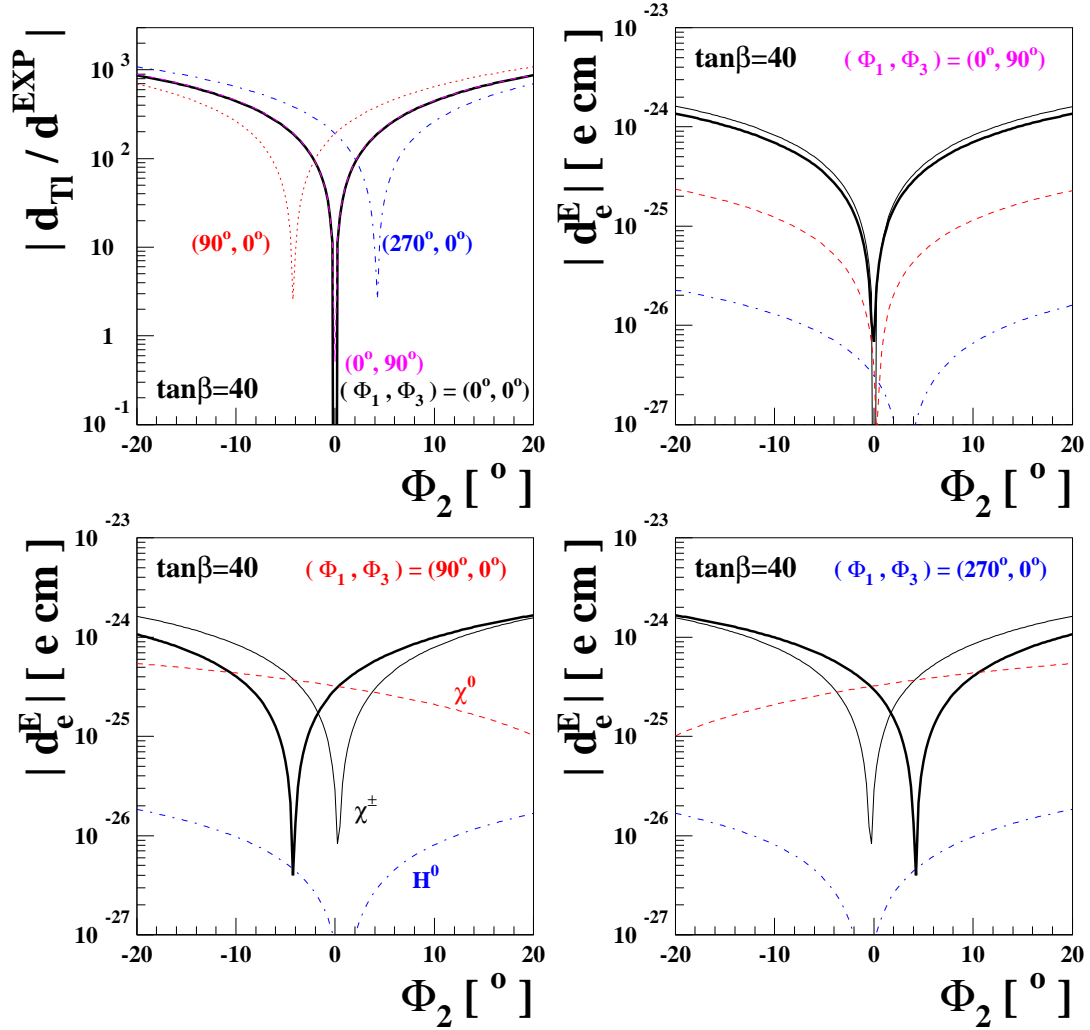 | d_Tl / d^EXP |
10^3
10^2
10
1
10^-1
(90°, 0°)
(270°, 0°)
(0°, 90°)
tanβ=40
( Φ_1 , Φ_3 ) = (0°, 0°)
-20 -10 0 10 20
Φ_2 [ ° ]
| d_e^E | [ e cm ]
10^-23
10^-24
10^-25
10^-26
10^-27
tanβ=40
( Φ_1 , Φ_3 ) = (0°, 90°)
-20 -10 0 10 20
Φ_2 [ ° ]
| d_e^E | [ e cm ]
10^-23
10^-24
10^-25
10^-26
10^-27
tanβ=40
( Φ_1 , Φ_3 ) = (90°, 0°)
χ^0
χ^±
H^0
-20 -10 0 10 20
Φ_2 [ ° ]
| d_e^E | [ e cm ]
10^-23
10^-24
10^-25
10^-26
10^-27
tanβ=40
( Φ_1 , Φ_3 ) = (270°, 0°)
-20 -10 0 10 20
Φ_2 [ ° ]